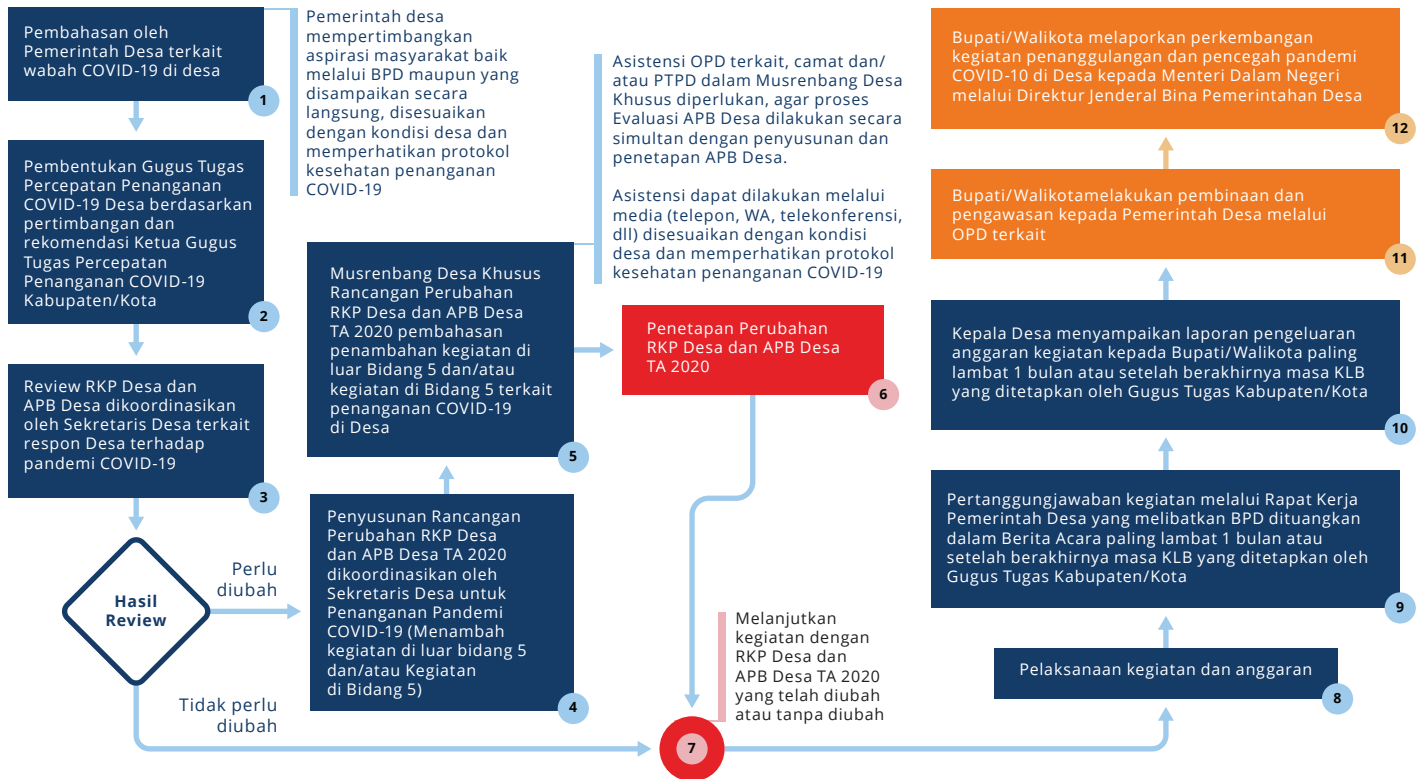 Pembahasan oleh
Pemerintah Desa terkait
wabah COVID-19 di desa
1
Pemerintah desa
mempertimbangkan
aspirasi masyarakat baik
melalui BPD maupun yang
disampaikan secara
langsung, disesuaikan
dengan kondisi desa dan
memperhatikan protokol
kesehatan penanganan
COVID-19
Pembentukan Gugus Tugas
Percepatan Penanganan
COVID-19 Desa berdasarkan
pertimbangan dan
rekomendasi Ketua Gugus
Tugas Percepatan
Penanganan COVID-19
Kabupaten/Kota
2
Review RKP Desa dan
APB Desa dikoordinasikan
oleh Sekretaris Desa terkait
respon Desa terhadap
pandemi COVID-19
3
Hasil
Review
Perlu
diubah
Tidak perlu
diubah
Penyusunan Rancangan
Perubahan RKP Desa
dan APB Desa TA 2020
dikoordinasikan oleh
Sekretaris Desa untuk
Penanganan Pandemi
COVID-19 (Menambah
kegiatan di luar bidang 5
dan/atau Kegiatan
di Bidang 5)
4
Musrenbang Desa Khusus
Rancangan Perubahan
RKP Desa dan APB Desa
TA 2020 pembahasan
penambahan kegiatan di
luar Bidang 5 dan/atau
kegiatan di Bidang 5 terkait
penanganan COVID-19
di Desa
5
Asistensi OPD terkait, camat dan/
atau PTPD dalam Musrenbang Desa
Khusus diperlukan, agar proses
Evaluasi APB Desa dilakukan secara
simultan dengan penyusunan dan
penetapan APB Desa.
Asistensi dapat dilakukan melalui
media (telepon, WA, telekonferensi,
dll) disesuaikan dengan kondisi
desa dan memperhatikan protokol
kesehatan penanganan COVID-19
Penetapan Perubahan
RKP Desa dan APB Desa
TA 2020
6
Melanjutkan
kegiatan dengan
RKP Desa dan
APB Desa TA 2020
yang telah diubah
atau tanpa diubah
7
Pelaksanaan kegiatan dan anggaran
8
Pertanggungjawaban kegiatan melalui Rapat Kerja
Pemerintah Desa yang melibatkan BPD dituangkan
dalam Berita Acara paling lambat 1 bulan atau
setelah berakhirnya masa KLB yang ditetapkan oleh
Gugus Tugas Kabupaten/Kota
9
Kepala Desa menyampaikan laporan pengeluaran
anggaran kegiatan kepada Bupati/Walikota paling
lambat 1 bulan atau setelah berakhirnya masa KLB
yang ditetapkan oleh Gugus Tugas Kabupaten/Kota
10
Bupati/Walikotamelakukan pembinaan dan
pengawasan kepada Pemerintah Desa melalui
OPD terkait
11
Bupati/Walikota melaporkan perkembangan
kegiatan penanggulangan dan pencegah pandemi
COVID-10 di Desa kepada Menteri Dalam Negeri
melalui Direktur Jenderal Bina Pemerintahan Desa
12